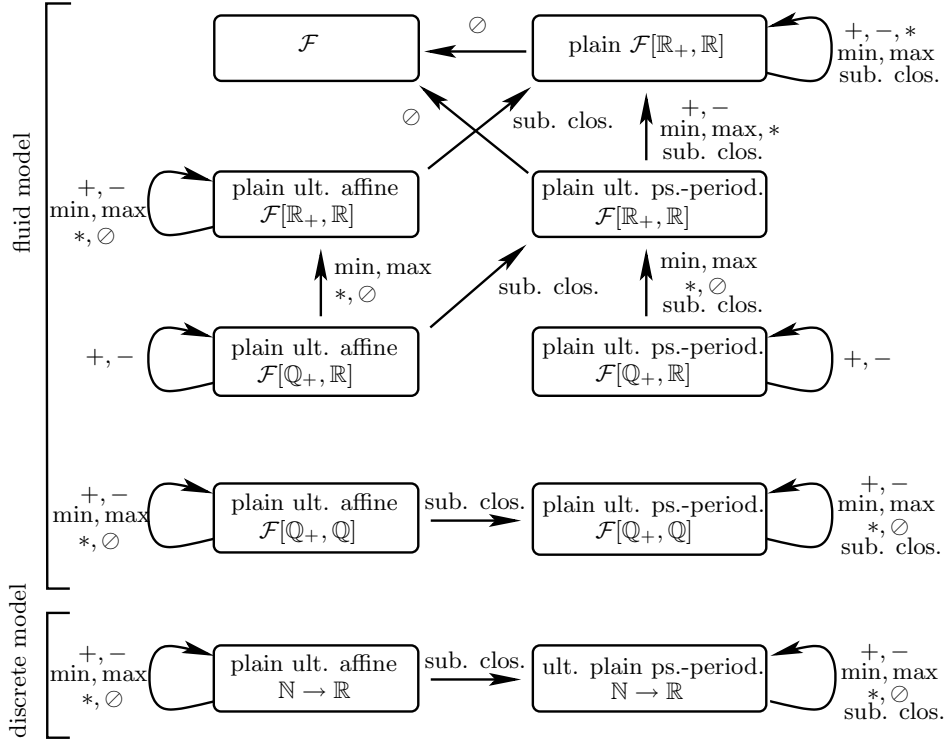 fluid model
discrete model
𝓕
⊘
plain 𝓕[ℝ₊, ℝ]
+, −, ∗
min, max
sub. clos.
⊘
sub. clos.
+, −
min, max, ∗
sub. clos.
+, −
min, max
∗, ⊘
plain ult. affine
𝓕[ℝ₊, ℝ]
plain ult. ps.-period.
𝓕[ℝ₊, ℝ]
min, max
∗, ⊘
sub. clos.
min, max
∗, ⊘
sub. clos.
+, −
plain ult. affine
𝓕[ℚ₊, ℝ]
plain ult. ps.-period.
𝓕[ℚ₊, ℝ]
+, −
+, −
min, max
∗, ⊘
plain ult. affine
𝓕[ℚ₊, ℚ]
sub. clos.
plain ult. ps.-period.
𝓕[ℚ₊, ℚ]
+, −
min, max
∗, ⊘
sub. clos.
+, −
min, max
∗, ⊘
plain ult. affine
ℕ → ℝ
sub. clos.
ult. plain ps.-period.
ℕ → ℝ
+, −
min, max
∗, ⊘
sub. clos.